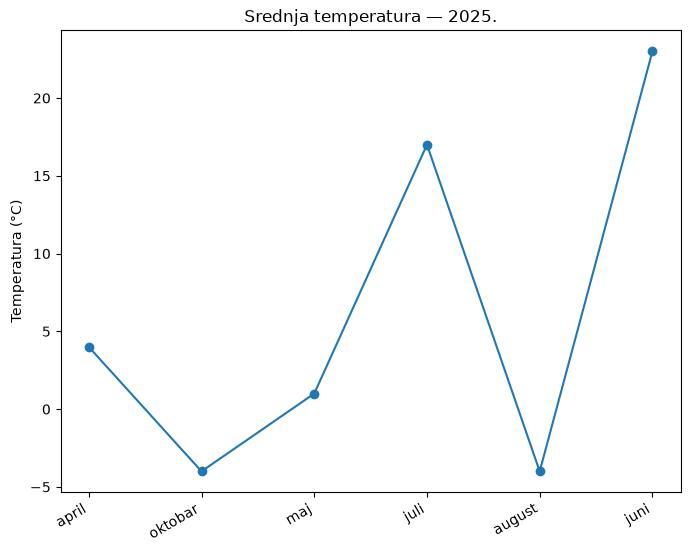 Srednja temperatura — 2025.
Temperatura (°C)
20
15
10
5
0
−5
april
oktobar
maj
juli
august
juni